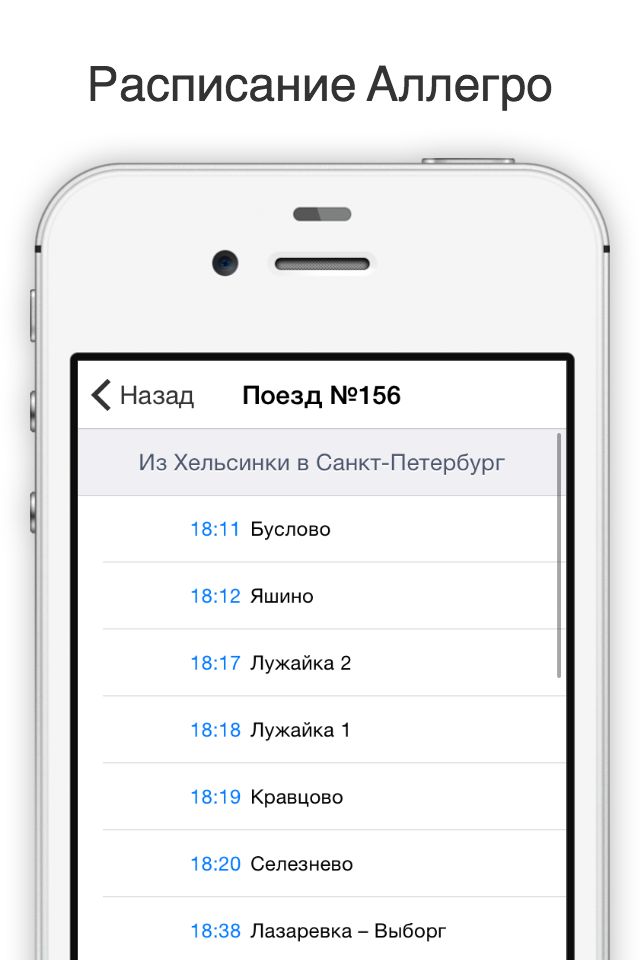 Расписание Аллегро
Назад Поезд №156
Из Хельсинки в Санкт-Петербург
18:11 Буслово
18:12 Яшино
18:17 Лужайка 2
18:18 Лужайка 1
18:19 Кравцово
18:20 Селезнево
18:38 Лазаревка – Выборг